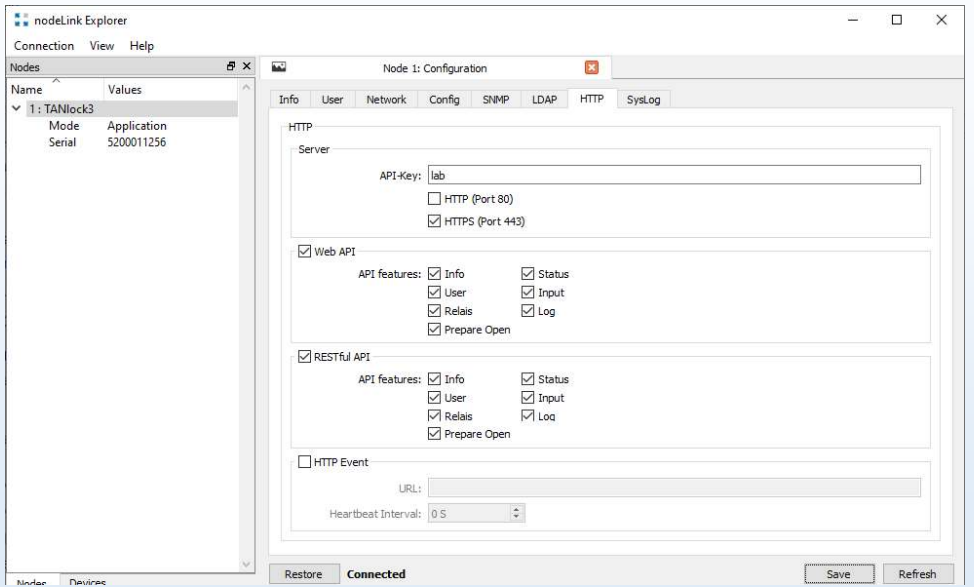 nodeLink Explorer
Connection View Help
Nodes
Name Values
1 : TANlock3
Mode Application
Serial 5200011256
Node 1: Configuration
Info User Network Config SNMP LDAP HTTP SysLog
HTTP
Server
API-Key: lab
HTTP (Port 80)
HTTPS (Port 443)
Web API
API features: Info Status
User Input
Relais Log
Prepare Open
RESTful API
API features: Info Status
User Input
Relais Log
Prepare Open
HTTP Event
URL:
Heartbeat Interval: 0 S
Restore Connected Save Refresh
Nodes Devices